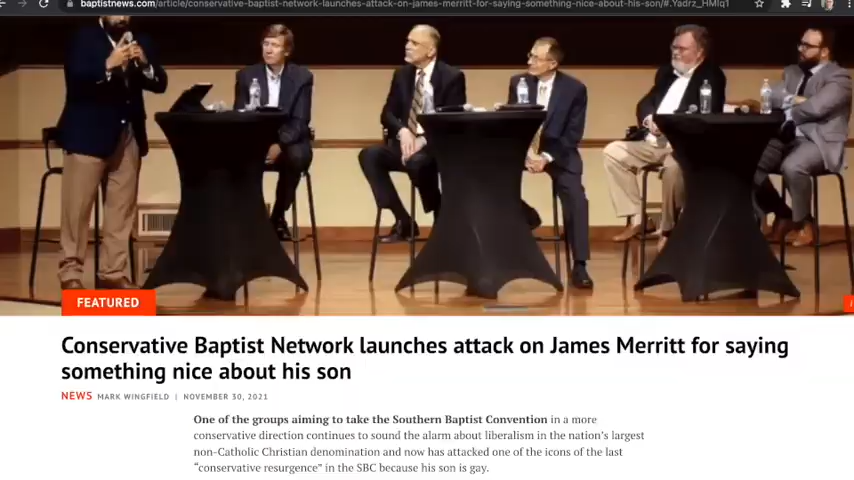 baptistnews.com/article/conservative-baptist-network-launches-attack-on-james-merritt-for-saying-something-nice-about-his-son/#.Yadrz_HMIq1
FEATURED
Conservative Baptist Network launches attack on James Merritt for saying
something nice about his son
NEWS MARK WINGFIELD | NOVEMBER 30, 2021
One of the groups aiming to take the Southern Baptist Convention in a more
conservative direction continues to sound the alarm about liberalism in the nation's largest
non-Catholic Christian denomination and now has attacked one of the icons of the last
“conservative resurgence” in the SBC because his son is gay.